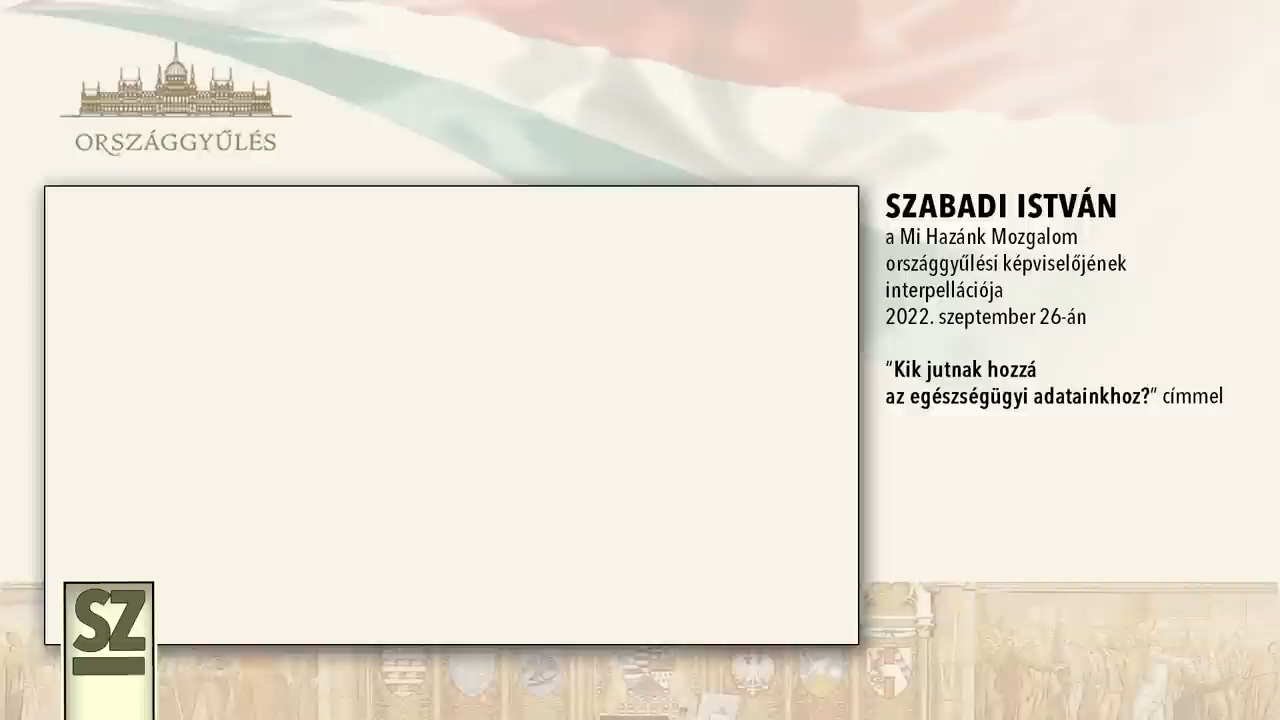 ORSZÁGGYŰLÉS
SZABADI ISTVÁN
a Mi Hazánk Mozgalom
országgyűlési képviselőjének
interpellációja
2022. szeptember 26-án
“Kik jutnak hozzá
az egészségügyi adatainkhoz?” címmel
SZ